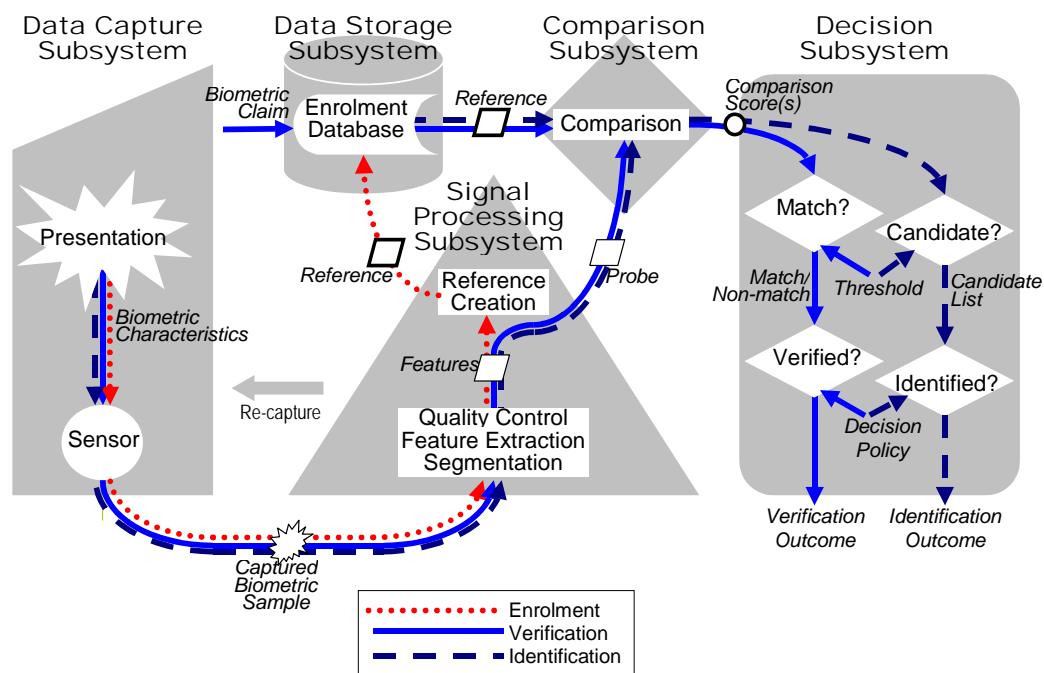 Data Capture
Subsystem
Data Storage
Subsystem
Comparison
Subsystem
Decision
Subsystem
Biometric
Claim
Enrolment
Database
Reference
Comparison
Comparison
Score(s)
Signal
Processing
Subsystem
Presentation
Match?
Candidate?
Reference
Reference
Creation
Probe
Match/
Non-match
Threshold
Candidate
List
Biometric
Characteristics
Features
Verified?
Identified?
Re-capture
Sensor
Quality Control
Feature Extraction
Segmentation
Decision
Policy
Verification
Outcome
Identification
Outcome
Captured
Biometric
Sample
Enrolment
Verification
Identification